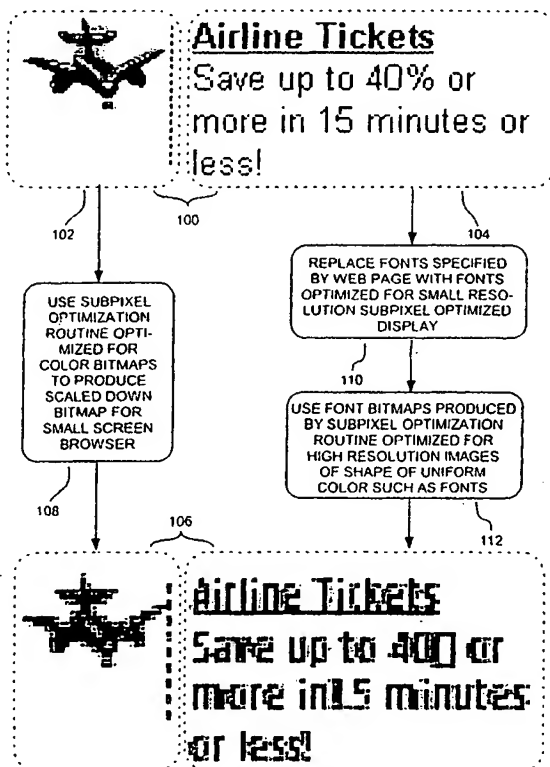 Airline Tickets
Save up to 40% or
more in 15 minutes or
less!
102
100
104
USE SUBPIXEL
OPTIMIZATION
ROUTINE OPTI-
MIZED FOR
COLOR BITMAPS
TO PRODUCE
SCALED DOWN
BITMAP FOR
SMALL SCREEN
BROWSER
REPLACE FONTS SPECIFIED
BY WEB PAGE WITH FONTS
OPTIMIZED FOR SMALL RESO-
LUTION SUBPIXEL OPTIMIZED
DISPLAY
110
USE FONT BITMAPS PRODUCED
BY SUBPIXEL OPTIMIZATION
ROUTINE OPTIMIZED FOR
HIGH RESOLUTION IMAGES
OF SHAPE OF UNIFORM
COLOR SUCH AS FONTS
108
106
112
Airline Tickets
Save up to or
more in 15 minutes
or less!